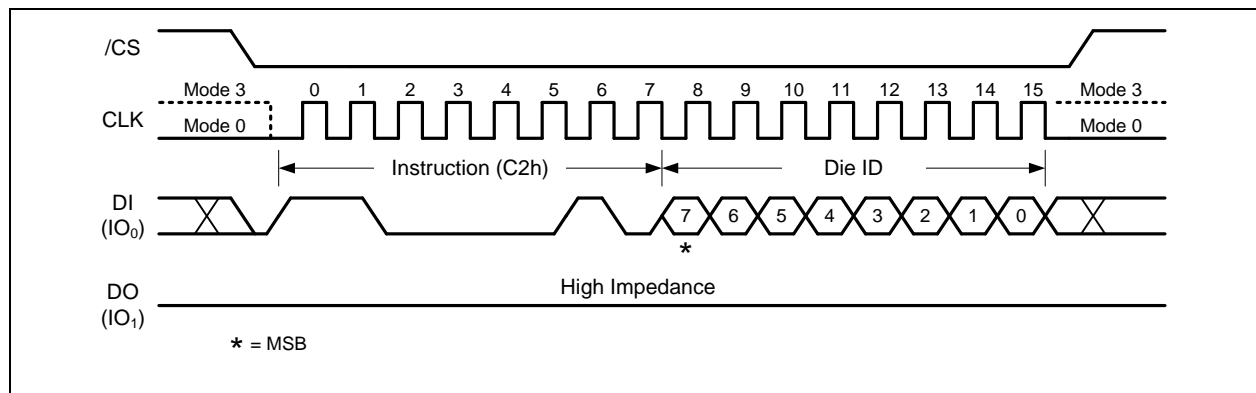 /CS
Mode 3 0 1 2 3 4 5 6 7 8 9 10 11 12 13 14 15 Mode 3
CLK
Mode 0 Mode 0
Instruction (C2h) Die ID
DI
(IO0)
7 6 5 4 3 2 1 0
*
High Impedance
DO
(IO1)
* = MSB